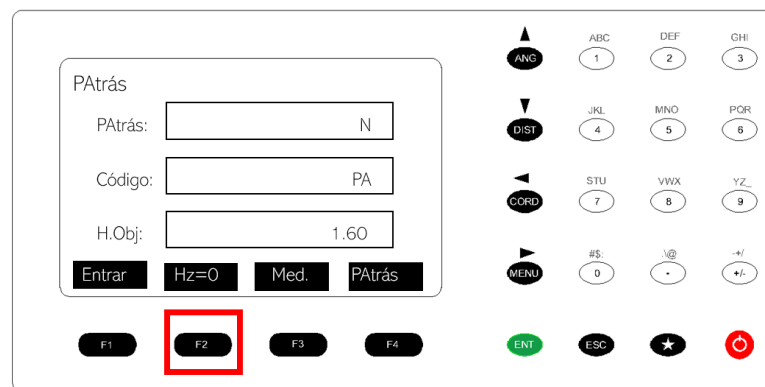 PAtrás
PAtrás: N
Código: PA
H.Obj: 1.60
Entrar Hz=0 Med. PAtrás
F1 F2 F3 F4
ABC DEF GHI
ANG 1 2 3
JKL MNO PQR
DIST 4 5 6
STU VWX YZ_
CORD 7 8 9
#$: .\@ -+/
MENU 0 • +/-
ENT ESC ★